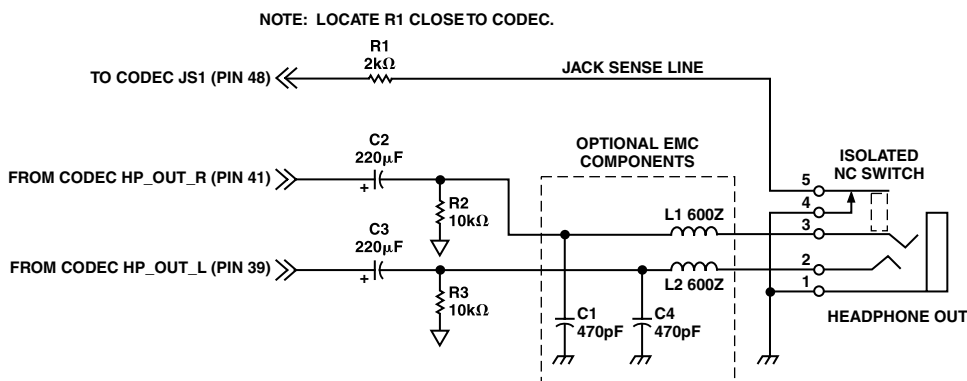 NOTE: LOCATE R1 CLOSE TO CODEC.
R1
2kΩ
TO CODEC JS1 (PIN 48)
JACK SENSE LINE
C2
220μF
+
FROM CODEC HP_OUT_R (PIN 41)
R2
10kΩ
C3
220μF
+
FROM CODEC HP_OUT_L (PIN 39)
R3
10kΩ
OPTIONAL EMC
COMPONENTS
L1 600Z
L2 600Z
C1
470pF
C4
470pF
ISOLATED
NC SWITCH
5
4
3
2
1
HEADPHONE OUT